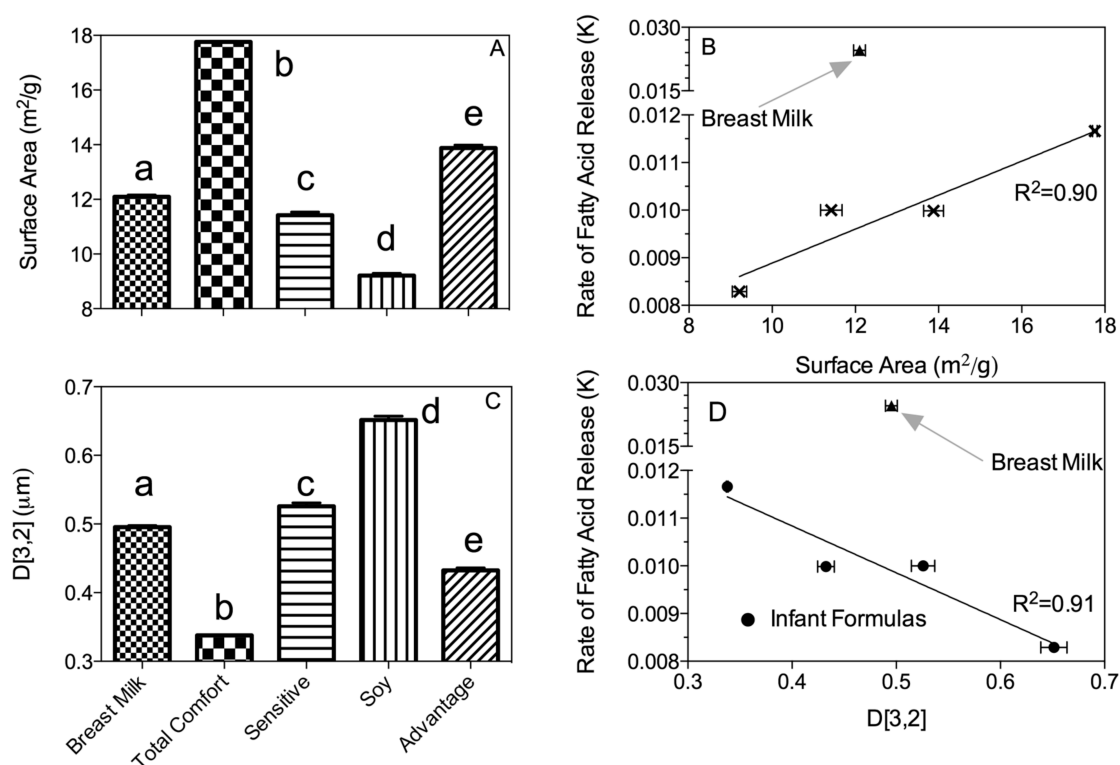 A
Surface Area (m²/g)
18
16
14
12
10
8
a
b
c
d
e
B
Rate of Fatty Acid Release (K)
0.030
0.015
0.012
0.011
0.010
0.009
0.008
Breast Milk
R²=0.90
8
10
12
14
16
18
Surface Area (m²/g)
C
D[3,2] (μm)
0.7
0.6
0.5
0.4
0.3
a
b
c
d
e
Breast Milk
Total Comfort
Sensitive
Soy
Advantage
D
Rate of Fatty Acid Release (K)
0.030
0.015
0.012
0.011
0.010
0.009
0.008
Breast Milk
R²=0.91
Infant Formulas
0.3
0.4
0.5
0.6
0.7
D[3,2]